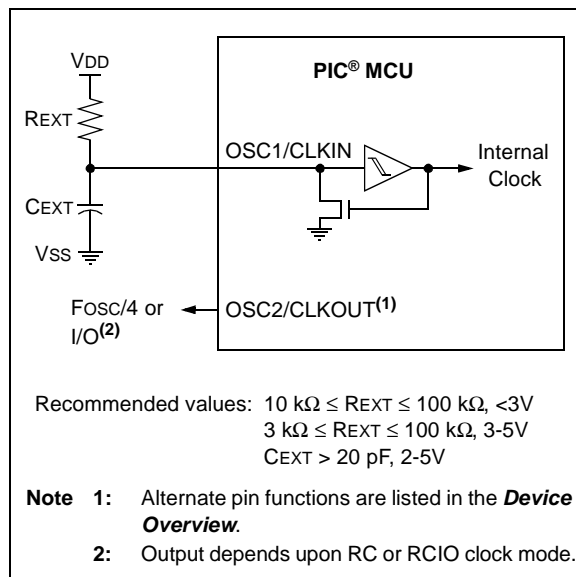 VDD
PIC® MCU
REXT
OSC1/CLKIN
Internal
Clock
CEXT
VSS
FOSC/4 or
I/O(2)
OSC2/CLKOUT(1)
Recommended values: 10 kΩ ≤ REXT ≤ 100 kΩ, <3V
3 kΩ ≤ REXT ≤ 100 kΩ, 3-5V
CEXT > 20 pF, 2-5V
Note 1: Alternate pin functions are listed in the Device
Overview.
2: Output depends upon RC or RCIO clock mode.